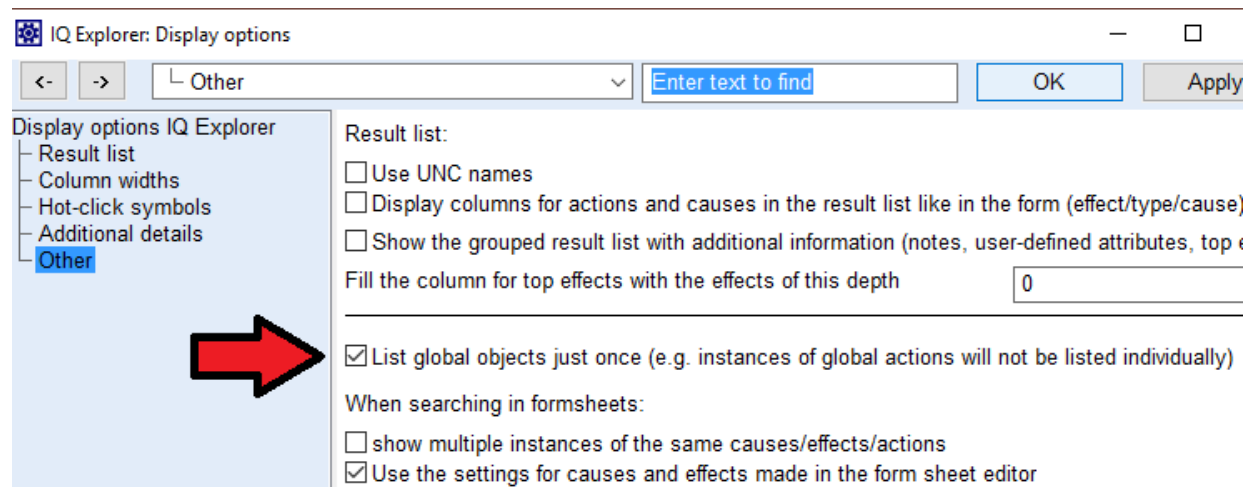 IQ Explorer: Display options
<- -> Other Enter text to find OK Apply
Display options IQ Explorer
Result list
Column widths
Hot-click symbols
Additional details
Other
Result list:
Use UNC names
Display columns for actions and causes in the result list like in the form (effect/type/cause)
Show the grouped result list with additional information (notes, user-defined attributes, top
Fill the column for top effects with the effects of this depth 0
List global objects just once (e.g. instances of global actions will not be listed individually)
When searching in formsheets:
show multiple instances of the same causes/effects/actions
Use the settings for causes and effects made in the form sheet editor